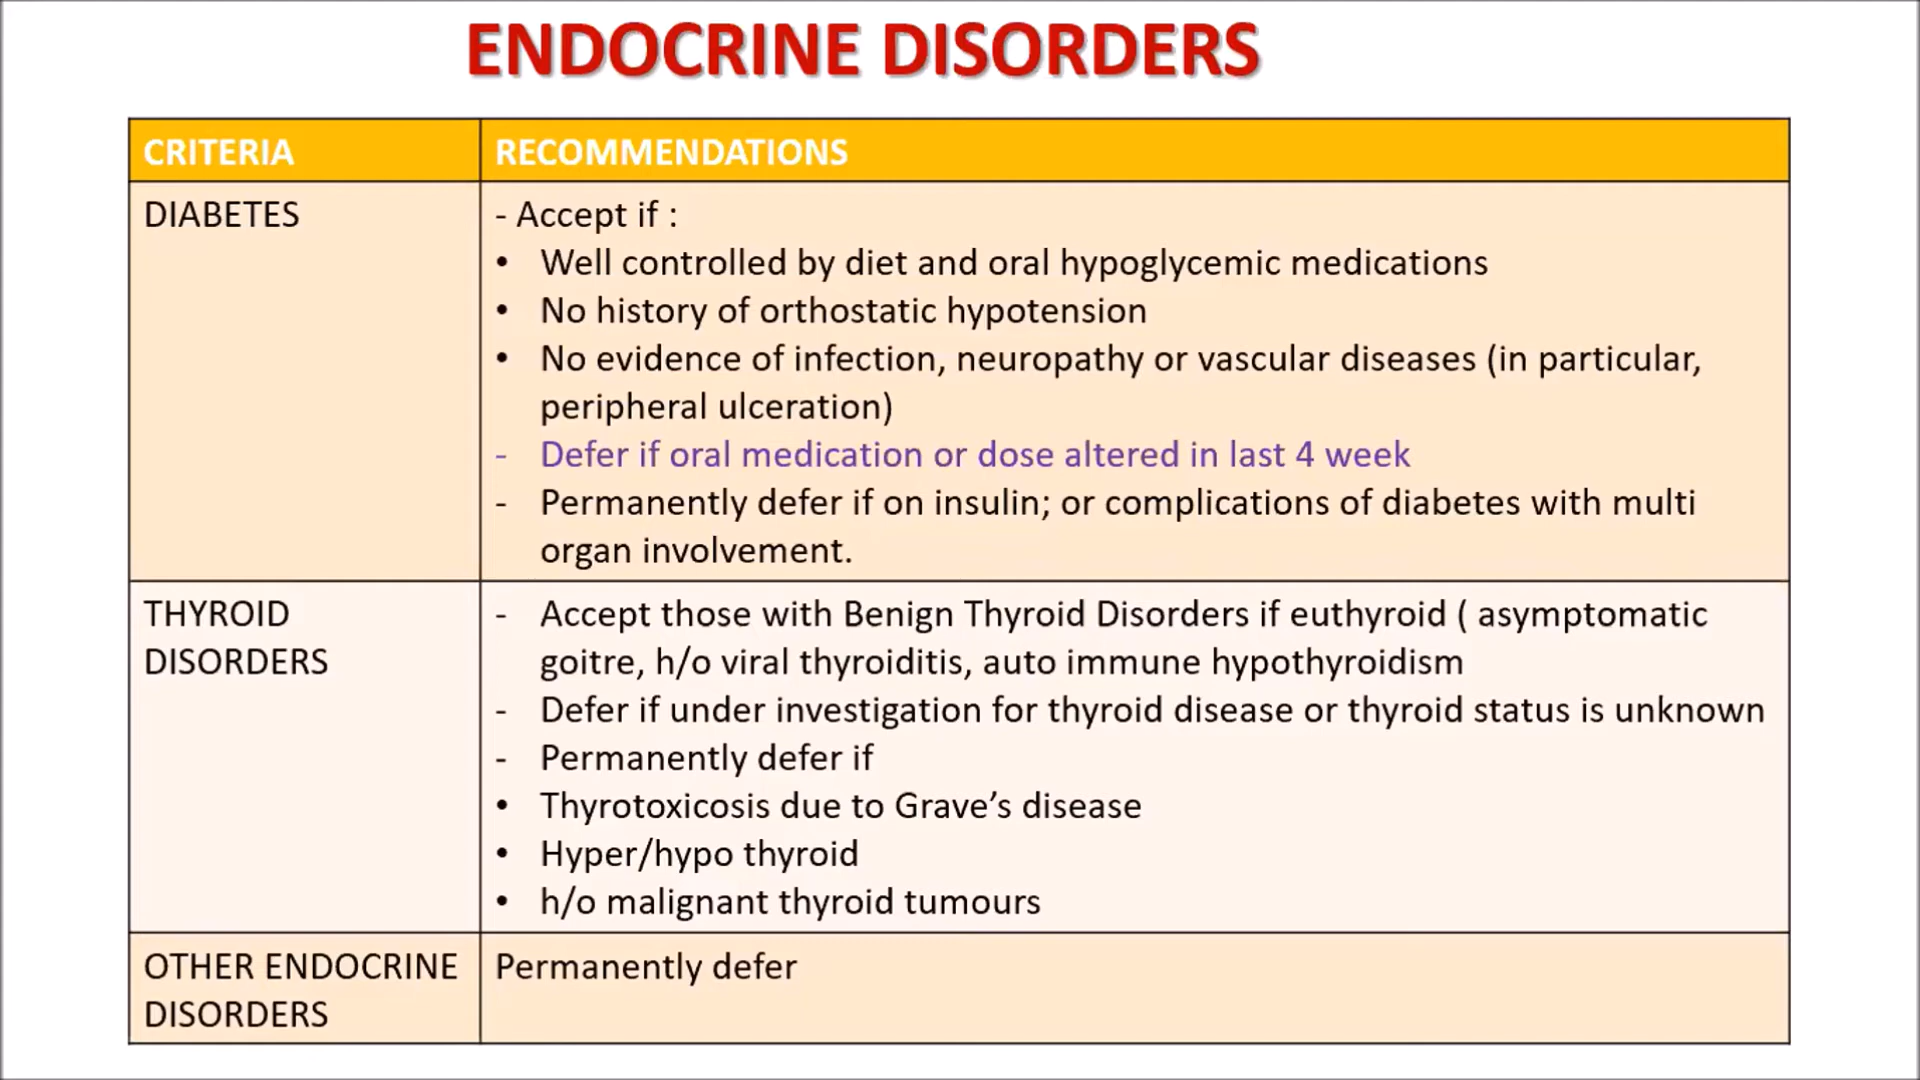 ENDOCRINE DISORDERS
CRITERIA
RECOMMENDATIONS
DIABETES
- Accept if :
• Well controlled by diet and oral hypoglycemic medications
• No history of orthostatic hypotension
• No evidence of infection, neuropathy or vascular diseases (in particular,
peripheral ulceration)
- Defer if oral medication or dose altered in last 4 week
- Permanently defer if on insulin; or complications of diabetes with multi
organ involvement.
THYROID
DISORDERS
- Accept those with Benign Thyroid Disorders if euthyroid ( asymptomatic
goitre, h/o viral thyroiditis, auto immune hypothyroidism
- Defer if under investigation for thyroid disease or thyroid status is unknown
- Permanently defer if
• Thyrotoxicosis due to Grave’s disease
• Hyper/hypo thyroid
• h/o malignant thyroid tumours
OTHER ENDOCRINE
DISORDERS
Permanently defer